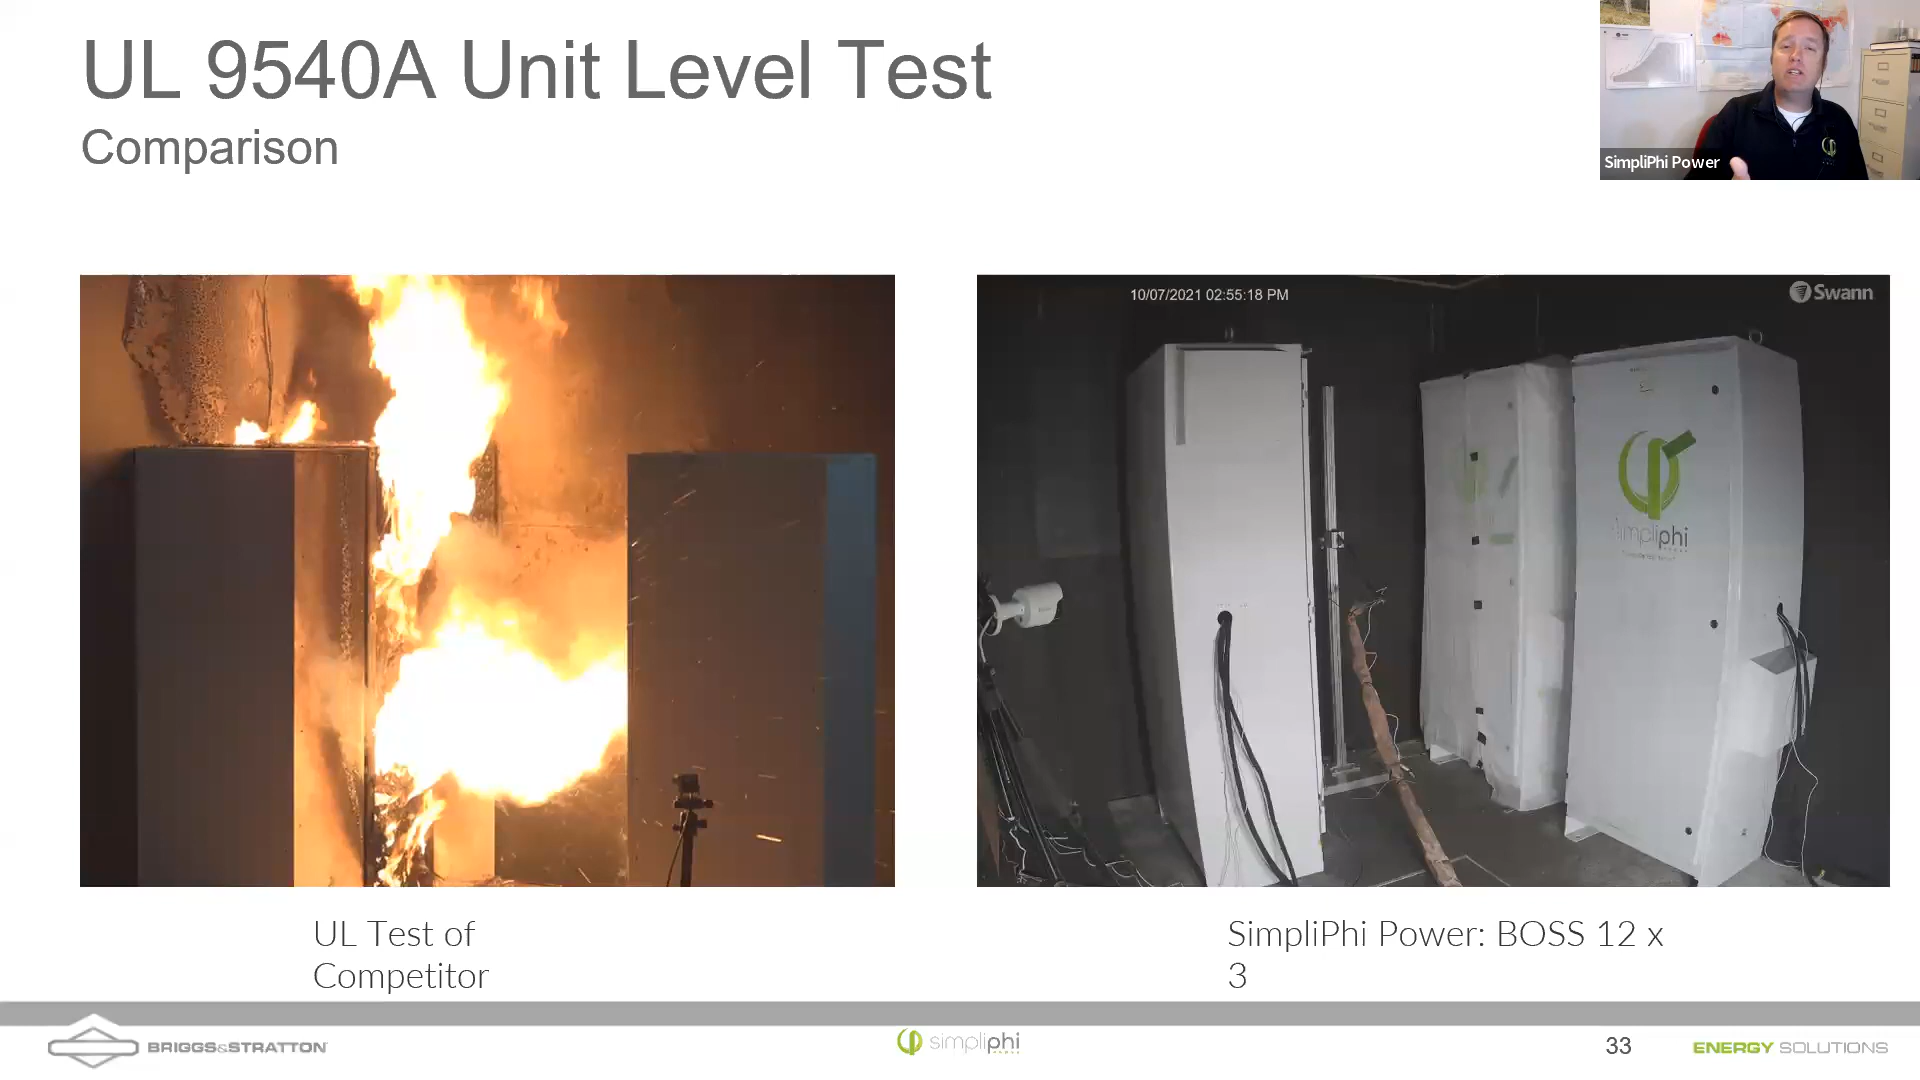 UL 9540A Unit Level Test
Comparison
SimpliPhi Power
10/07/2021 02:55:18 PM
Swann
simpliphi
UL Test of
Competitor
SimpliPhi Power: BOSS 12 x
3
BRIGGS&STRATTON
simpliphi
33
ENERGY SOLUTIONS